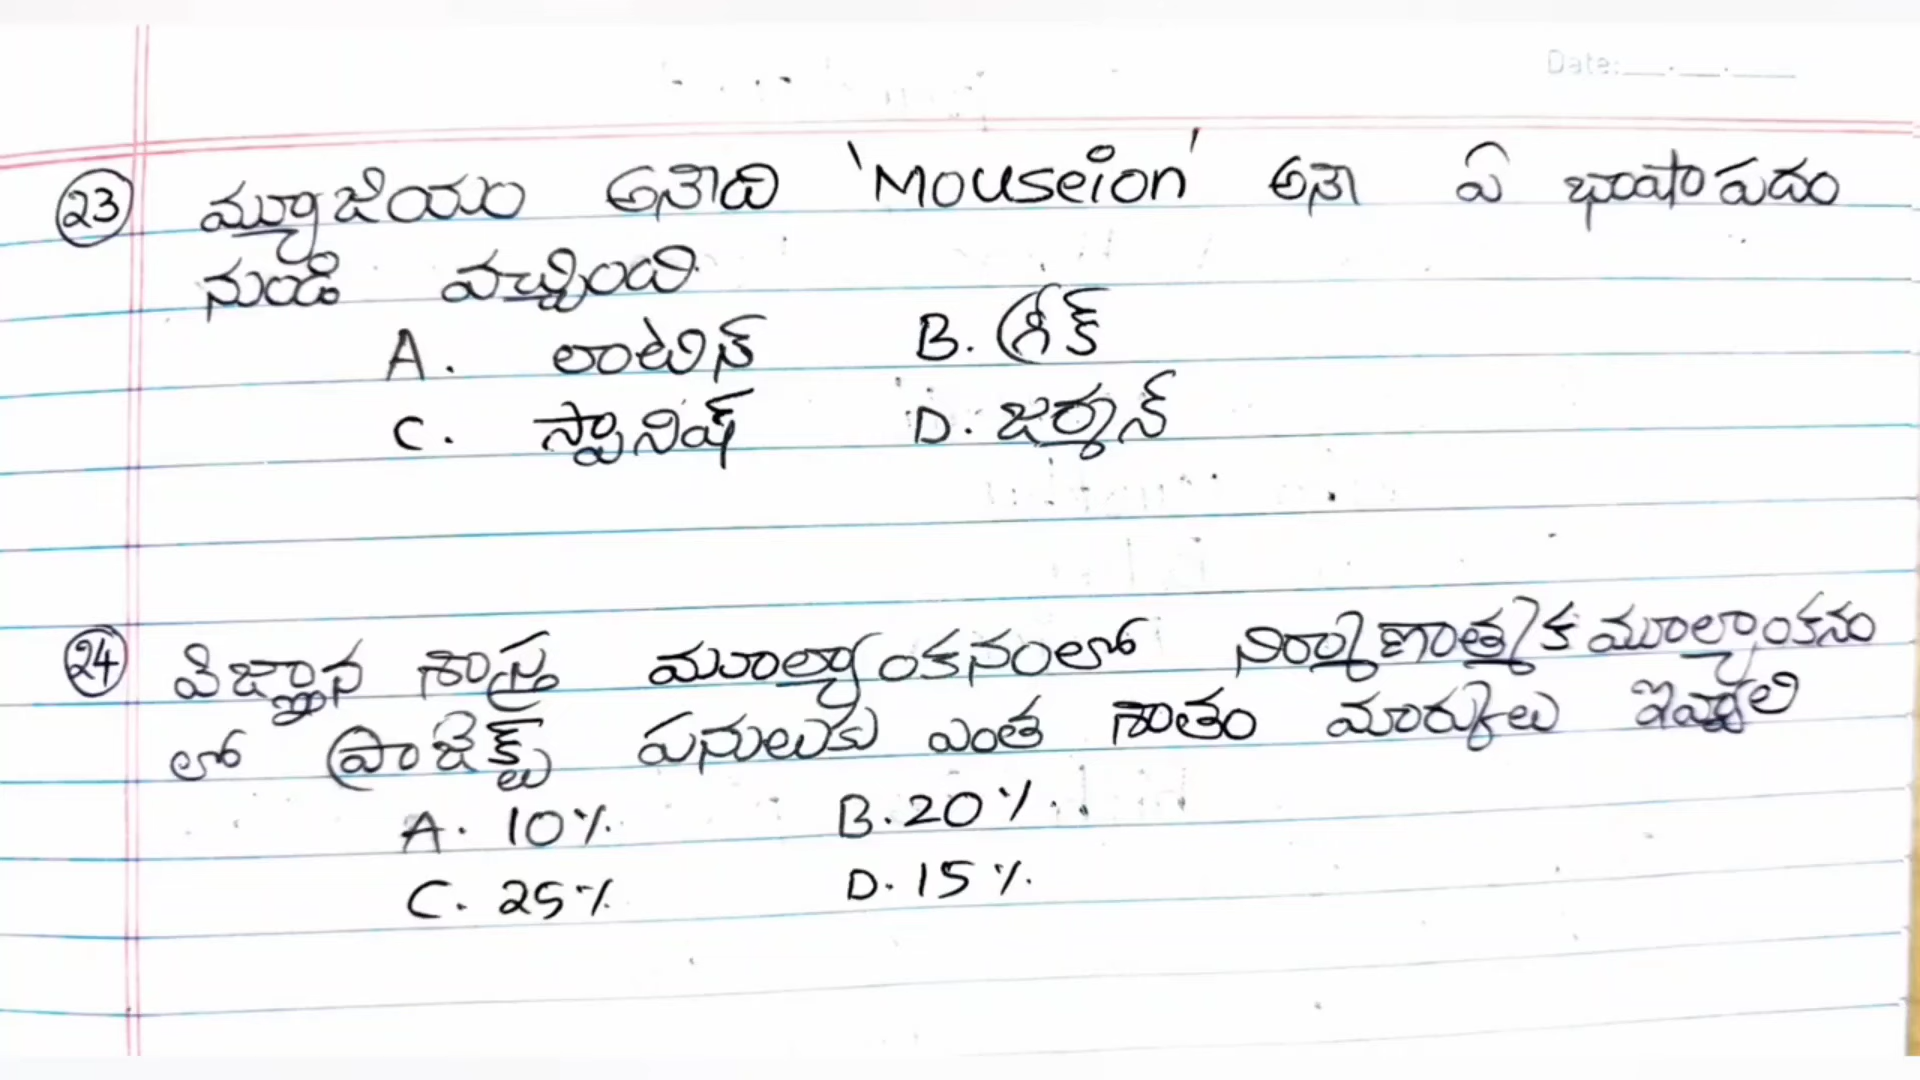 Date:
23 మ్యూజియం అనేది 'Mouseion' అనే ఏ భాషా పదం
నుండి వచ్చింది
A. లాటిన్ B. గ్రీక్
C. స్పానిష్ D. జర్మన్
24 విజ్ఞాన శాస్త్ర మూల్యాంకనంలో నిర్మాణాత్మక మూల్యాంకనం
లో ప్రాజెక్ట్ పనులుకు ఎంత శాతం మార్కులు ఇవ్వాలి
A. 10% B. 20%.
C. 25% D. 15%.